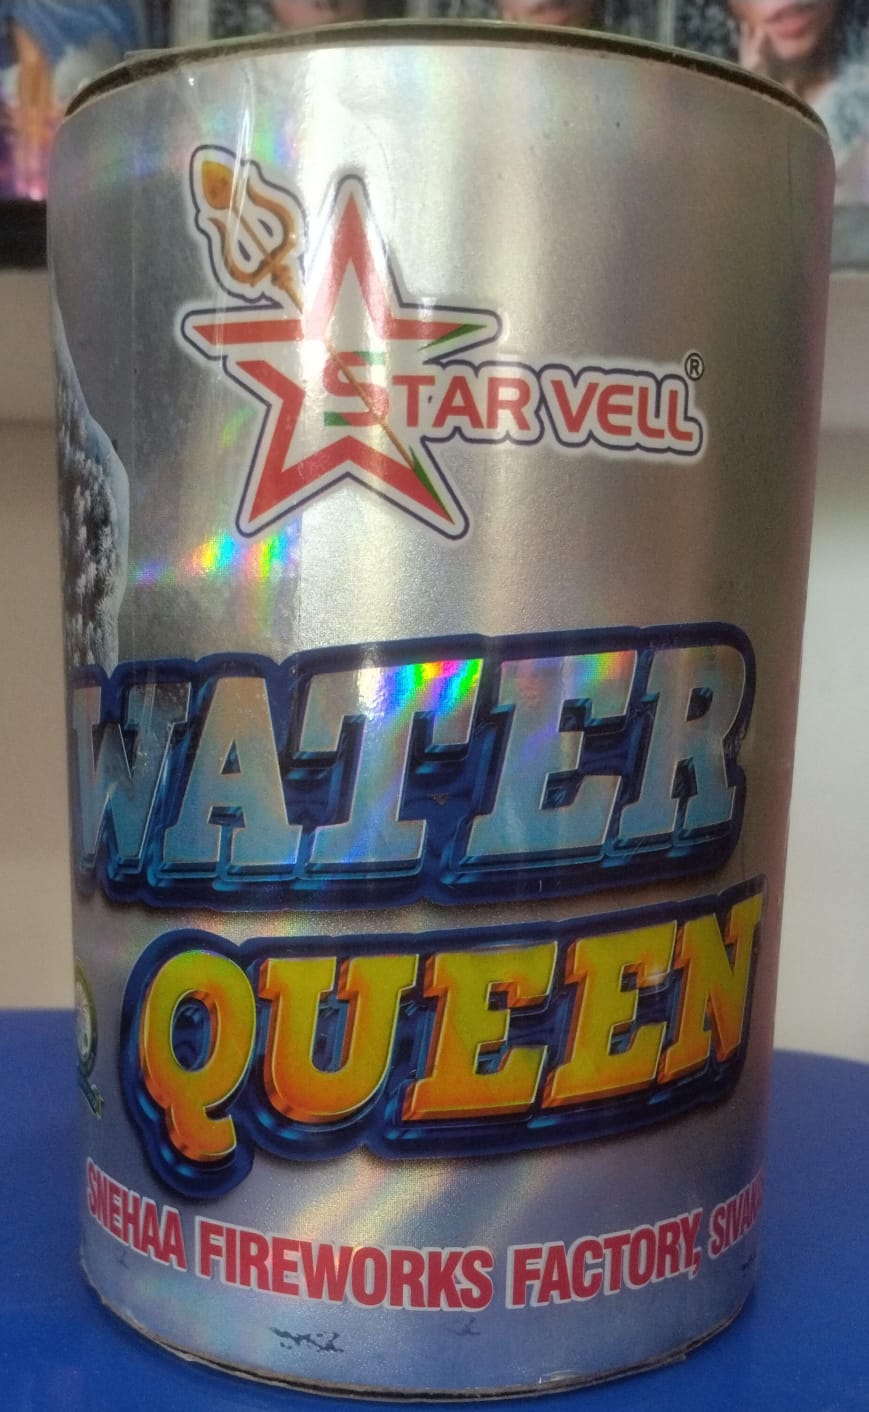 STAR VELL®
WATER
QUEEN
SNEHAA FIREWORKS FACTORY,